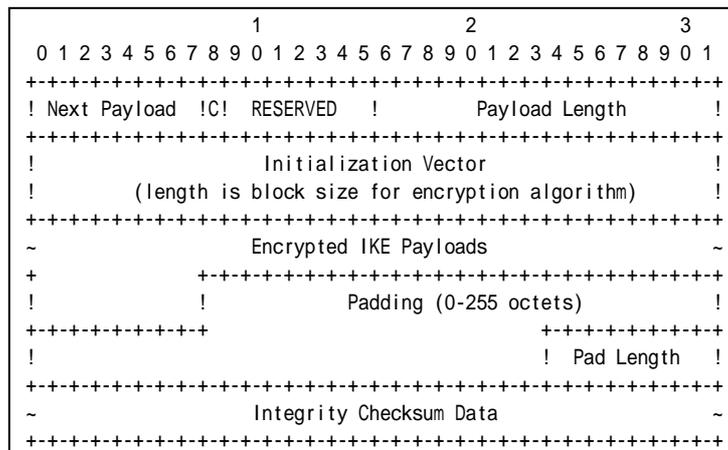 1                   2                   3
 0 1 2 3 4 5 6 7 8 9 0 1 2 3 4 5 6 7 8 9 0 1 2 3 4 5 6 7 8 9 0 1
+-+-+-+-+-+-+-+-+-+-+-+-+-+-+-+-+-+-+-+-+-+-+-+-+-+-+-+-+-+-+-+-+
! Next Payload  !C!  RESERVED   !         Payload Length        !
+-+-+-+-+-+-+-+-+-+-+-+-+-+-+-+-+-+-+-+-+-+-+-+-+-+-+-+-+-+-+-+-+
!                     Initialization Vector                     !
!         (length is block size for encryption algorithm)       !
+-+-+-+-+-+-+-+-+-+-+-+-+-+-+-+-+-+-+-+-+-+-+-+-+-+-+-+-+-+-+-+-+
~                    Encrypted IKE Payloads                     ~
+               +-+-+-+-+-+-+-+-+-+-+-+-+-+-+-+-+-+-+-+-+-+-+-+-+
!               !             Padding (0-255 octets)            !
+-+-+-+-+-+-+-+-+                               +-+-+-+-+-+-+-+-+
!                                               !  Pad Length   !
+-+-+-+-+-+-+-+-+-+-+-+-+-+-+-+-+-+-+-+-+-+-+-+-+-+-+-+-+-+-+-+-+
~                    Integrity Checksum Data                    ~
+-+-+-+-+-+-+-+-+-+-+-+-+-+-+-+-+-+-+-+-+-+-+-+-+-+-+-+-+-+-+-+-+